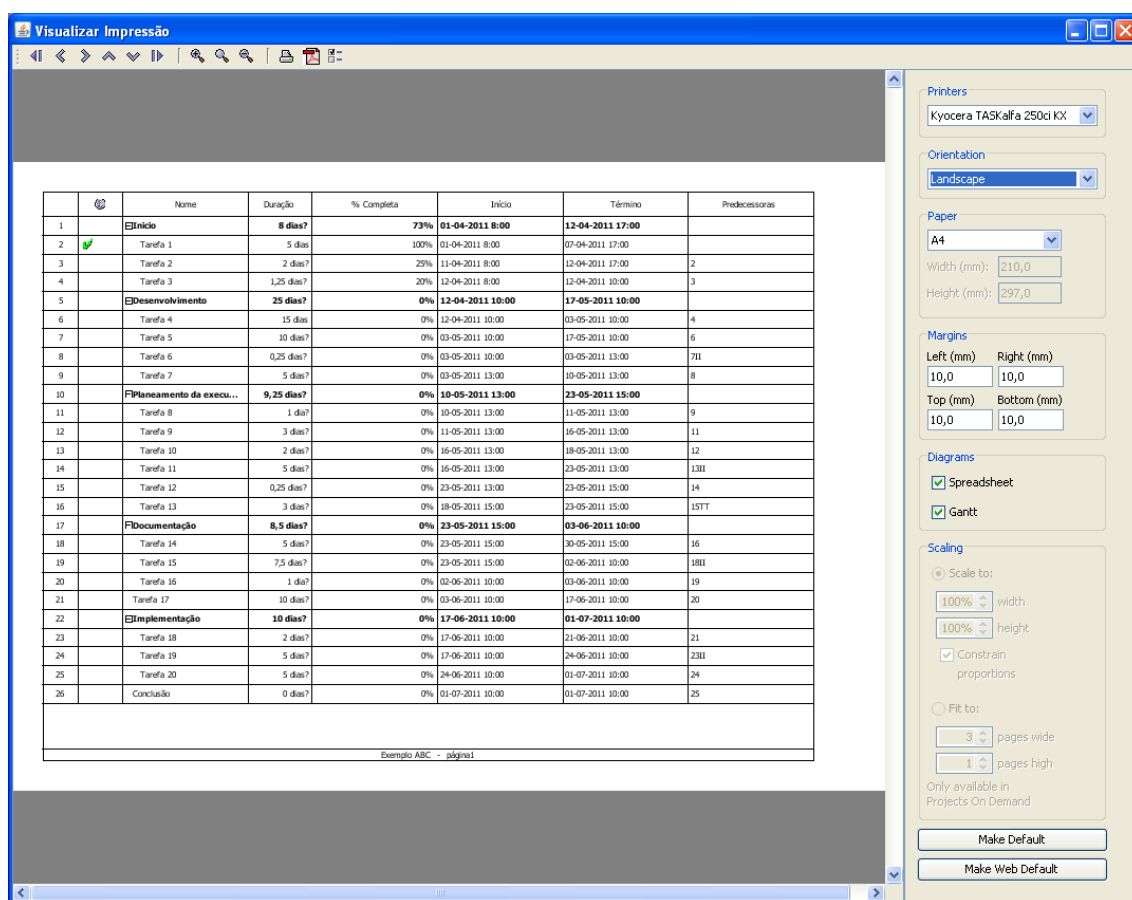 Visualizar Impressão
Nome Duração % Completa Início Término Predecessoras
1 Inicio 8 dias? 73% 01-04-2011 8:00 12-04-2011 17:00
2 Tarefa 1 5 dias 100% 01-04-2011 8:00 07-04-2011 17:00
3 Tarefa 2 2 dias? 25% 11-04-2011 8:00 12-04-2011 17:00 2
4 Tarefa 3 1,25 dias? 20% 12-04-2011 8:00 12-04-2011 10:00 3
5 Desenvolvimento 25 dias? 0% 12-04-2011 10:00 17-05-2011 10:00
6 Tarefa 4 15 dias 0% 12-04-2011 10:00 03-05-2011 10:00 4
7 Tarefa 5 10 dias? 0% 03-05-2011 10:00 17-05-2011 10:00 6
8 Tarefa 6 0,25 dias? 0% 03-05-2011 10:00 03-05-2011 13:00 7II
9 Tarefa 7 5 dias? 0% 03-05-2011 13:00 10-05-2011 13:00 8
10 Planeamento da execu... 9,25 dias? 0% 10-05-2011 13:00 23-05-2011 15:00
11 Tarefa 8 1 dia? 0% 10-05-2011 13:00 11-05-2011 13:00 9
12 Tarefa 9 3 dias? 0% 11-05-2011 13:00 16-05-2011 13:00 11
13 Tarefa 10 2 dias? 0% 16-05-2011 13:00 18-05-2011 13:00 12
14 Tarefa 11 5 dias? 0% 16-05-2011 13:00 23-05-2011 13:00 13II
15 Tarefa 12 0,25 dias? 0% 23-05-2011 13:00 23-05-2011 15:00 14
16 Tarefa 13 3 dias? 0% 18-05-2011 15:00 23-05-2011 15:00 15TT
17 Documentação 8,5 dias? 0% 23-05-2011 15:00 03-06-2011 10:00
18 Tarefa 14 5 dias? 0% 23-05-2011 15:00 30-05-2011 15:00 16
19 Tarefa 15 7,5 dias? 0% 23-05-2011 15:00 02-06-2011 10:00 18II
20 Tarefa 16 1 dia? 0% 02-06-2011 10:00 03-06-2011 10:00 19
21 Tarefa 17 10 dias? 0% 03-06-2011 10:00 17-06-2011 10:00 20
22 Implementação 10 dias? 0% 17-06-2011 10:00 01-07-2011 10:00
23 Tarefa 18 2 dias? 0% 17-06-2011 10:00 21-06-2011 10:00 21
24 Tarefa 19 5 dias? 0% 17-06-2011 10:00 24-06-2011 10:00 23II
25 Tarefa 20 5 dias? 0% 24-06-2011 10:00 01-07-2011 10:00 24
26 Conclusão 0 dias? 0% 01-07-2011 10:00 01-07-2011 10:00 25
Exemplo ABC - página1
Printers
Kyocera TASKalfa 250ci KX
Orientation
Landscape
Paper
A4
Width (mm): 210,0
Height (mm): 297,0
Margins
Left (mm) Right (mm)
10,0 10,0
Top (mm) Bottom (mm)
10,0 10,0
Diagrams
Spreadsheet
Gantt
Scaling
Scale to:
100% width
100% height
Constrain
proportions
Fit to:
3 pages wide
1 pages high
Only available in
Projects On Demand
Make Default
Make Web Default